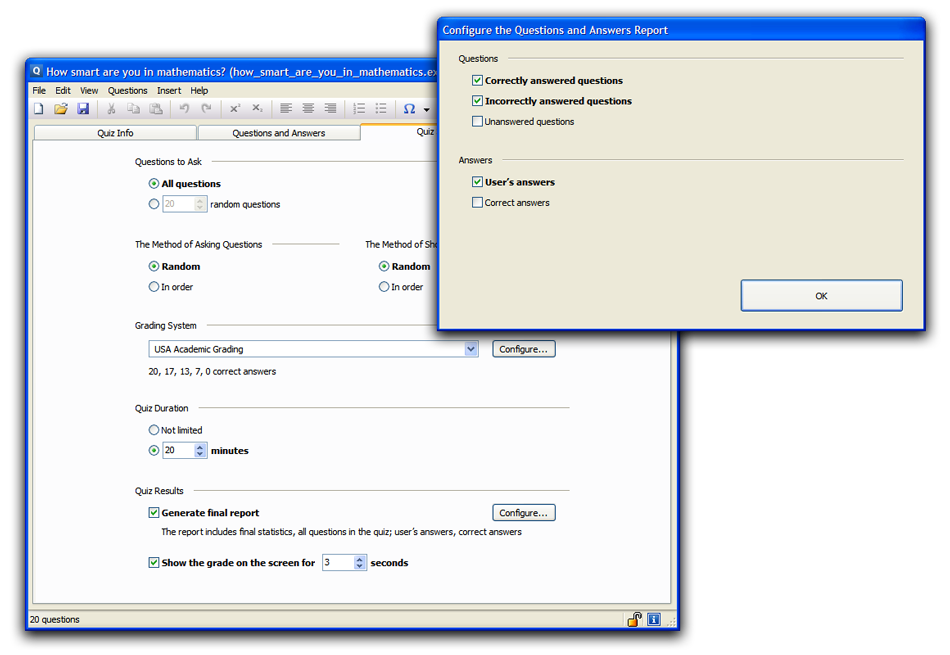 Configure the Questions and Answers Report
Questions
Correctly answered questions
Incorrectly answered questions
Unanswered questions
Answers
User's answers
Correct answers
OK
How smart are you in mathematics? (how_smart_are_you_in_mathematics.ex
File Edit View Questions Insert Help
Quiz Info Questions and Answers Quiz
Questions to Ask
All questions
20 random questions
The Method of Asking Questions The Method of Sho
Random Random
In order In order
Grading System
USA Academic Grading Configure...
20, 17, 13, 7, 0 correct answers
Quiz Duration
Not limited
20 minutes
Quiz Results
Generate final report Configure...
The report includes final statistics, all questions in the quiz; user's answers, correct answers
Show the grade on the screen for 3 seconds
20 questions